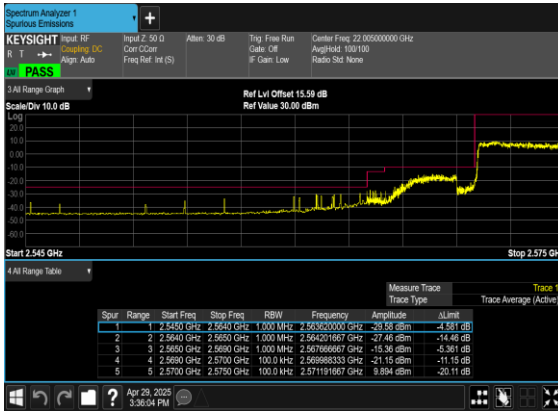 Spectrum Analyzer 1
Spurious Emissions
KEYSIGHT Input: RF Input Z: 50 Ω Atten: 30 dB Trig: Free Run Center Freq: 22.005000000 GHz
R T Coupling: DC Corr CCorr Gate: Off Avg|Hold: 100/100
Align: Auto Freq Ref: Int (S) IF Gain: Low Radio Std: None
LW PASS
3 All Range Graph
Ref Lvl Offset 15.59 dB
Scale/Div 10.0 dB Ref Value 30.00 dBm
Log
20.0
10.0
0.00
-10.0
-20.0
-30.0
-40.0
-50.0
-60.0
Start 2.545 GHz Stop 2.575 GH
4 All Range Table
Measure Trace Trace 1
Trace Type Trace Average (Active)
Spur Range Start Freq Stop Freq RBW Frequency Amplitude ΔLimit
1 1 2.5450 GHz 2.5640 GHz 1.000 MHz 2.563620000 GHz -29.58 dBm -4.581 dB
2 2 2.5640 GHz 2.5650 GHz 1.000 MHz 2.564201667 GHz -27.46 dBm -14.46 dB
3 3 2.5650 GHz 2.5690 GHz 1.000 MHz 2.567666667 GHz -15.36 dBm -5.361 dB
4 4 2.5690 GHz 2.5700 GHz 100.0 kHz 2.569988333 GHz -21.15 dBm -11.15 dB
5 5 2.5700 GHz 2.5750 GHz 100.0 kHz 2.571191667 GHz 9.894 dBm -20.11 dB
Apr 29, 2025
3:36:04 PM